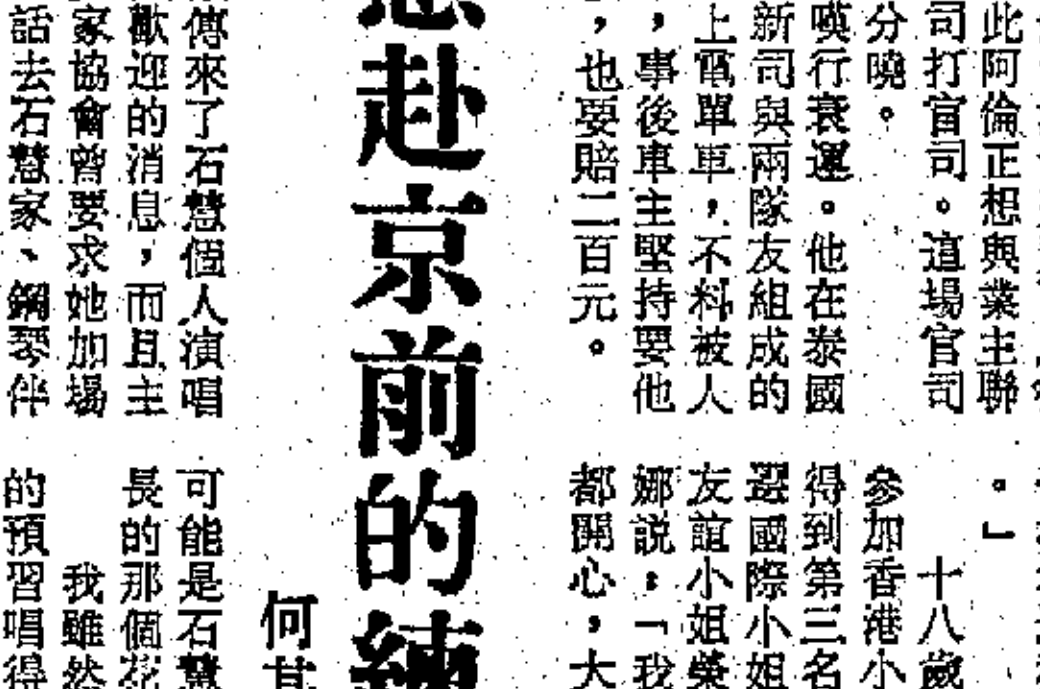 此阿倫正想與業主聯
司打官司。這場官司
分曉。
嘆行衰運。他在泰國
新司與兩隊友組成的
上電單車，不料被人
，事後車主堅持要他
，也要賠二百元。
。」
十八歲
參加香港小
得到第三名
選國際小姐
友誼小姐榮
娜說：「我
都開心，大
赴京前的練
何
傳來了石慧個人演唱
歡迎的消息，而且主
家協會曾要求她加場
話去石慧家、鋼琴伴
可能是石慧
長的那個花
我雖然
的預習唱得